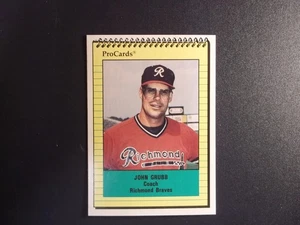 ProCards®
R
Richmond
JOHN GRUBB
Coach
Richmond Braves